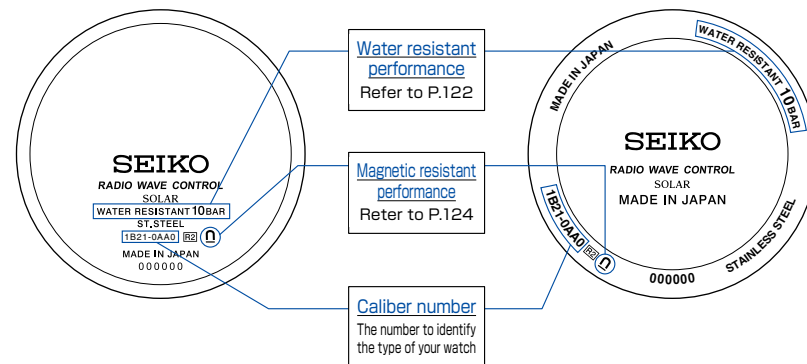 SEIKO
RADIO WAVE CONTROL
SOLAR
WATER RESISTANT 10BAR
ST.STEEL
1B21-0AA0 R2
MADE IN JAPAN
000000
Water resistant
performance
Refer to P.122
Magnetic resistant
performance
Reter to P.124
Caliber number
The number to identify
the type of your watch
MADE IN JAPAN
WATER RESISTANT 10BAR
SEIKO
RADIO WAVE CONTROL
SOLAR
MADE IN JAPAN
1B21-0AA0 R2
000000
STAINLESS STEEL